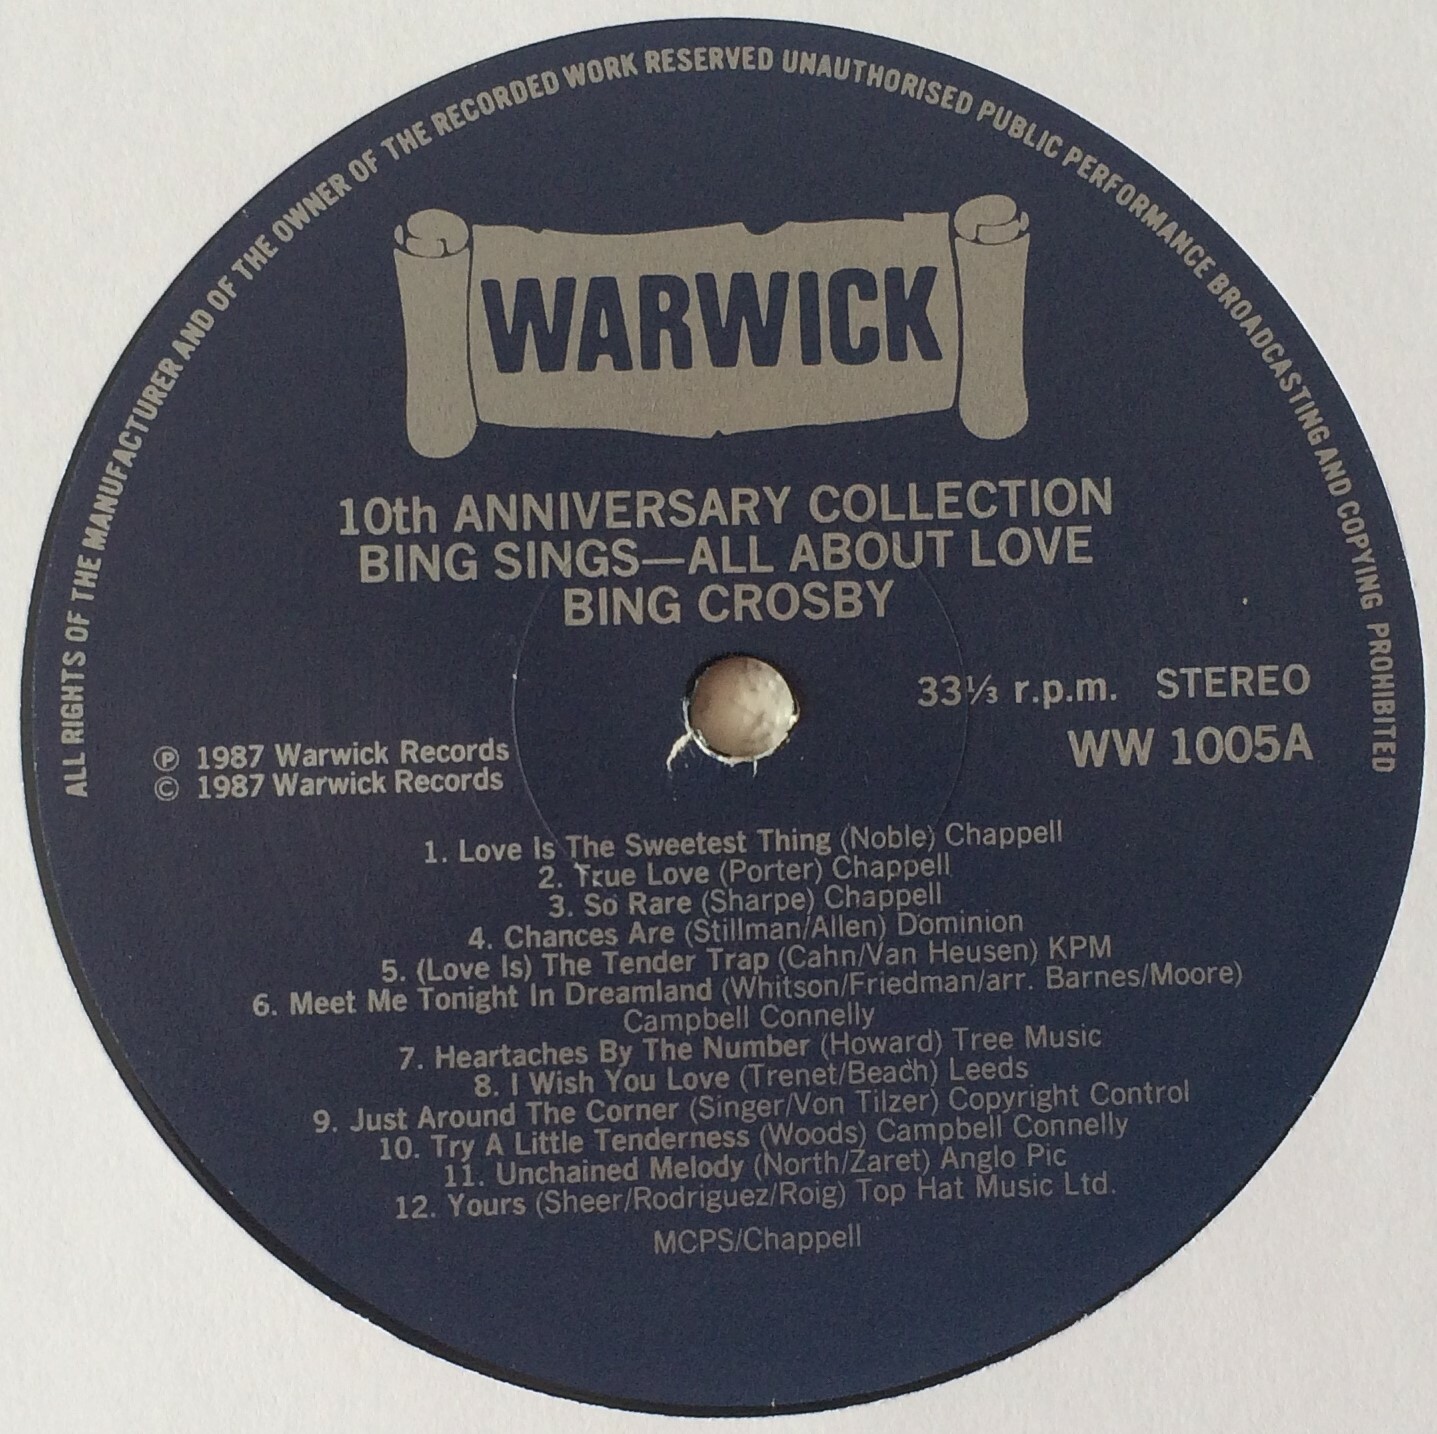 ALL RIGHTS OF THE MANUFACTURER AND OF THE OWNER OF THE RECORDED WORK RESERVED UNAUTHORISED PUBLIC PERFORMANCE BROADCASTING AND COPYING PROHIBITED
WARWICK
10th ANNIVERSARY COLLECTION
BING SINGS—ALL ABOUT LOVE
BING CROSBY
33⅓ r.p.m. STEREO
WW 1005A
℗ 1987 Warwick Records
© 1987 Warwick Records
1. Love Is The Sweetest Thing (Noble) Chappell
2. True Love (Porter) Chappell
3. So Rare (Sharpe) Chappell
4. Chances Are (Stillman/Allen) Dominion
5. (Love Is) The Tender Trap (Cahn/Van Heusen) KPM
6. Meet Me Tonight In Dreamland (Whitson/Friedman/arr. Barnes/Moore)
Campbell Connelly
7. Heartaches By The Number (Howard) Tree Music
8. I Wish You Love (Trenet/Beach) Leeds
9. Just Around The Corner (Singer/Von Tilzer) Copyright Control
10. Try A Little Tenderness (Woods) Campbell Connelly
11. Unchained Melody (North/Zaret) Anglo Pic
12. Yours (Sheer/Rodriguez/Roig) Top Hat Music Ltd.
MCPS/Chappell